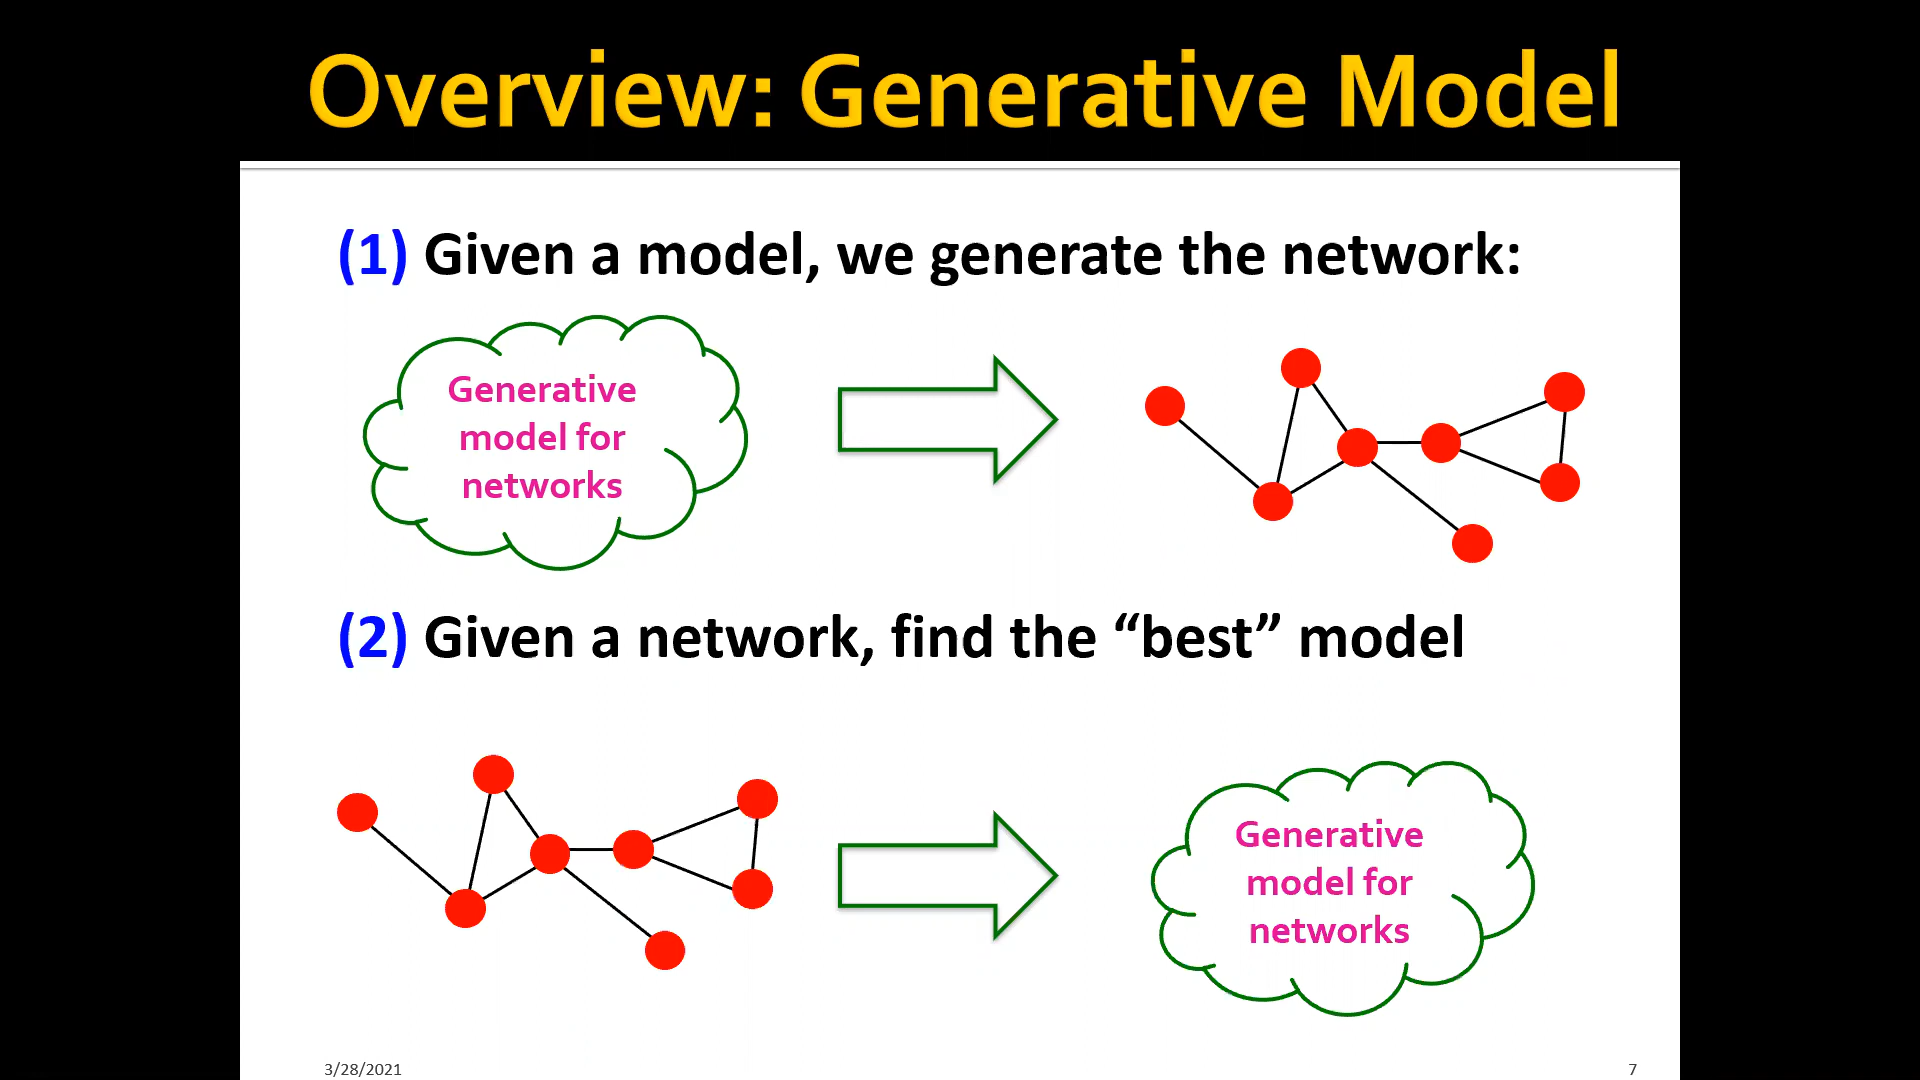 Overview: Generative Model
(1) Given a model, we generate the network:
Generative
model for
networks
(2) Given a network, find the “best” model
Generative
model for
networks
3/28/2021
7